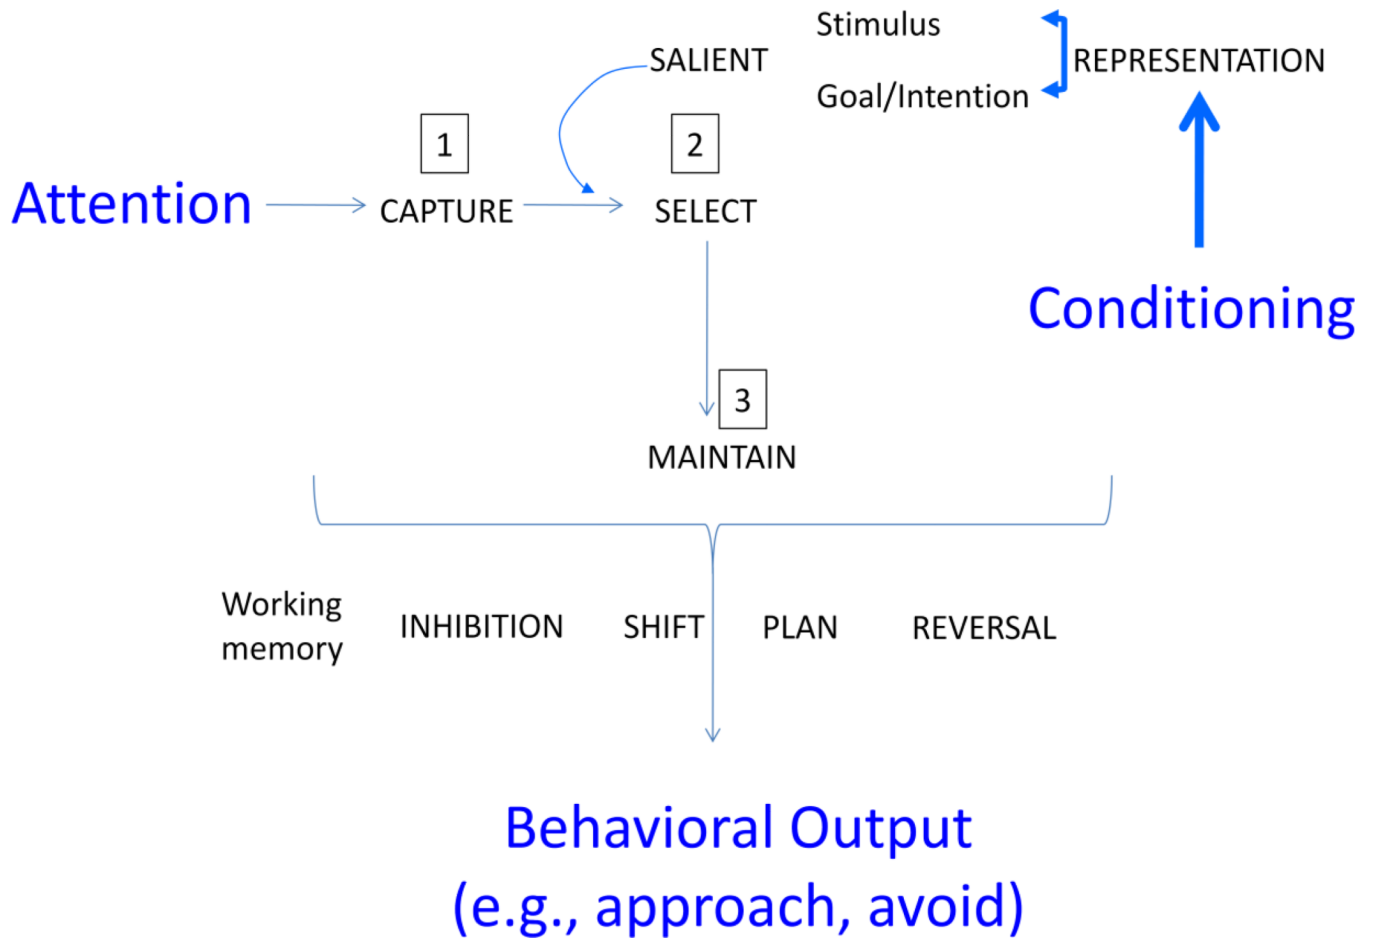 Stimulus
SALIENT
REPRESENTATION
Goal/Intention
1
2
Attention
CAPTURE
SELECT
Conditioning
3
MAINTAIN
Working
memory
INHIBITION
SHIFT
PLAN
REVERSAL
Behavioral Output
(e.g., approach, avoid)